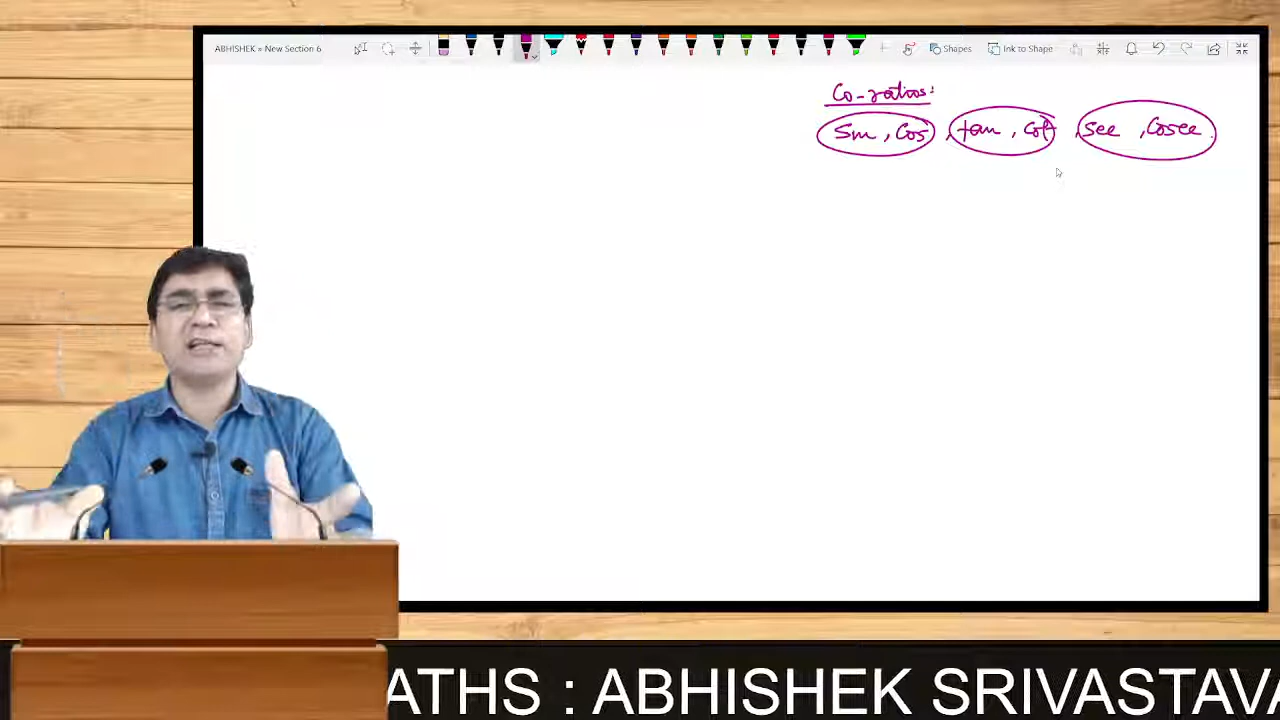 ABHISHEK » New Section 6
Shapes
Ink to Shape
Co-ratios:
Sin, Cos, tan, Cot, sec, Cosec.
ATHS : ABHISHEK SRIVASTAVA